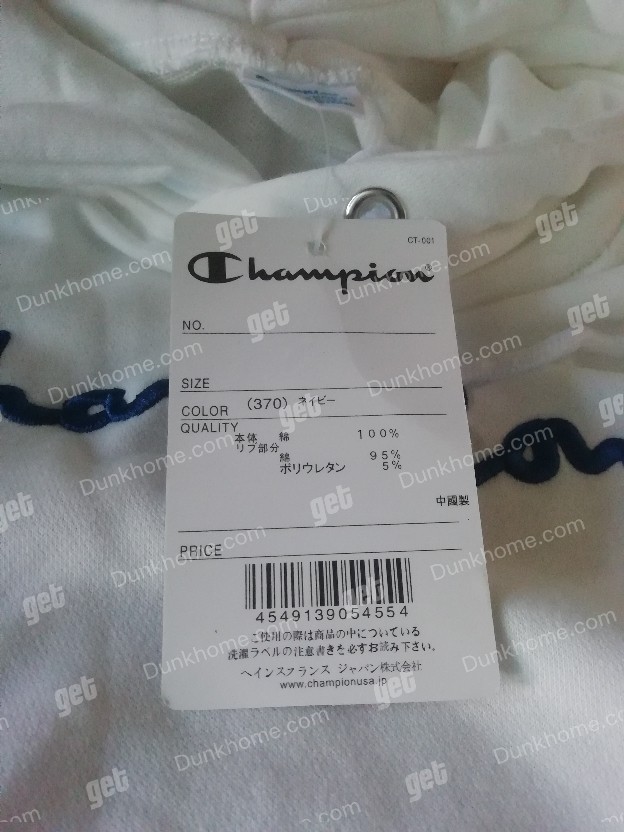 CT-001
Champion®
NO.
SIZE
COLOR (370) ネイビー
QUALITY
本体 綿 100%
リブ部分
綿 95%
ポリウレタン 5%
中國製
PRICE
4549139054554
ご使用の際は商品の中についている
洗濯ラベルの注意書きを必ずお読み下さい。
ヘインズブランズ ジャパン株式会社
www.championusa.jp
get
Dunkhome.com